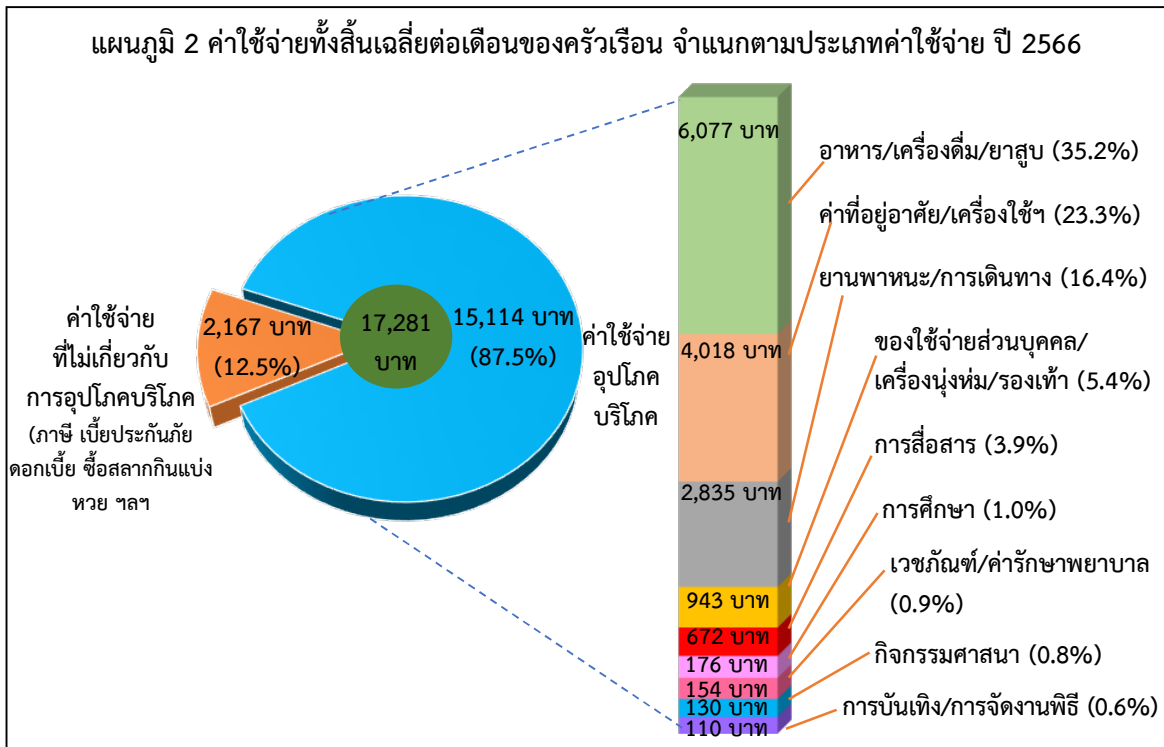 แผนภูมิ 2 ค่าใช้จ่ายทั้งสิ้นเฉลี่ยต่อเดือนของครัวเรือน จำแนกตามประเภทค่าใช้จ่าย ปี 2566
ค่าใช้จ่าย
ที่ไม่เกี่ยวกับ
การอุปโภคบริโภค
(ภาษี เบี้ยประกันภัย
ดอกเบี้ย ซื้อสลากกินแบ่ง
หวย ฯลฯ
2,167 บาท
(12.5%)
17,281
บาท
15,114 บาท
(87.5%)
ค่าใช้จ่าย
อุปโภค
บริโภค
6,077 บาท
อาหาร/เครื่องดื่ม/ยาสูบ (35.2%)
4,018 บาท
ค่าที่อยู่อาศัย/เครื่องใช้ฯ (23.3%)
2,835 บาท
ยานพาหนะ/การเดินทาง (16.4%)
943 บาท
ของใช้จ่ายส่วนบุคคล/
เครื่องนุ่งห่ม/รองเท้า (5.4%)
672 บาท
การสื่อสาร (3.9%)
176 บาท
การศึกษา (1.0%)
154 บาท
เวชภัณฑ์/ค่ารักษาพยาบาล
(0.9%)
130 บาท
กิจกรรมศาสนา (0.8%)
110 บาท
การบันเทิง/การจัดงานพิธี (0.6%)